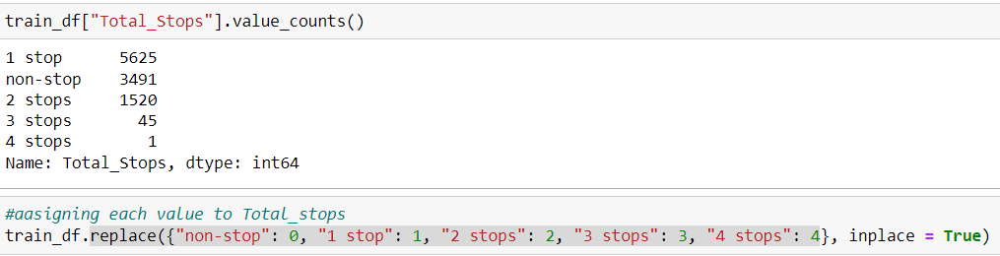 train_df["Total_Stops"].value_counts()
1 stop 5625
non-stop 3491
2 stops 1520
3 stops 45
4 stops 1
Name: Total_Stops, dtype: int64
#aasigning each value to Total_stops
train_df.replace({"non-stop": 0, "1 stop": 1, "2 stops": 2, "3 stops": 3, "4 stops": 4}, inplace = True)